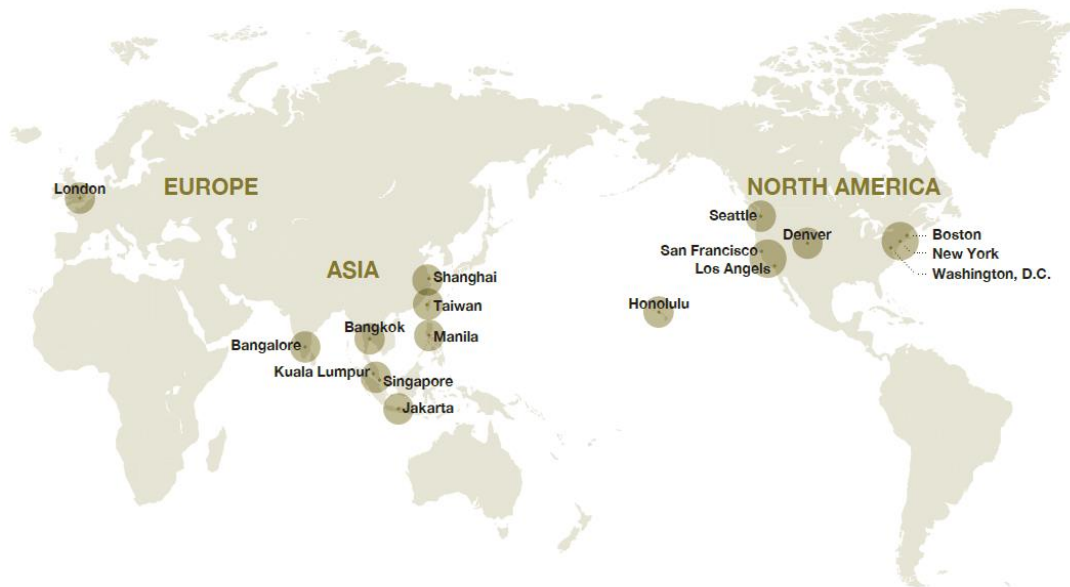 London
EUROPE
ASIA
Shanghai
Taiwan
Bangkok
Manila
Bangalore
Kuala Lumpur
Singapore
Jakarta
NORTH AMERICA
Seattle
Denver
San Francisco
Los Angels
Honolulu
Boston
New York
Washington, D.C.